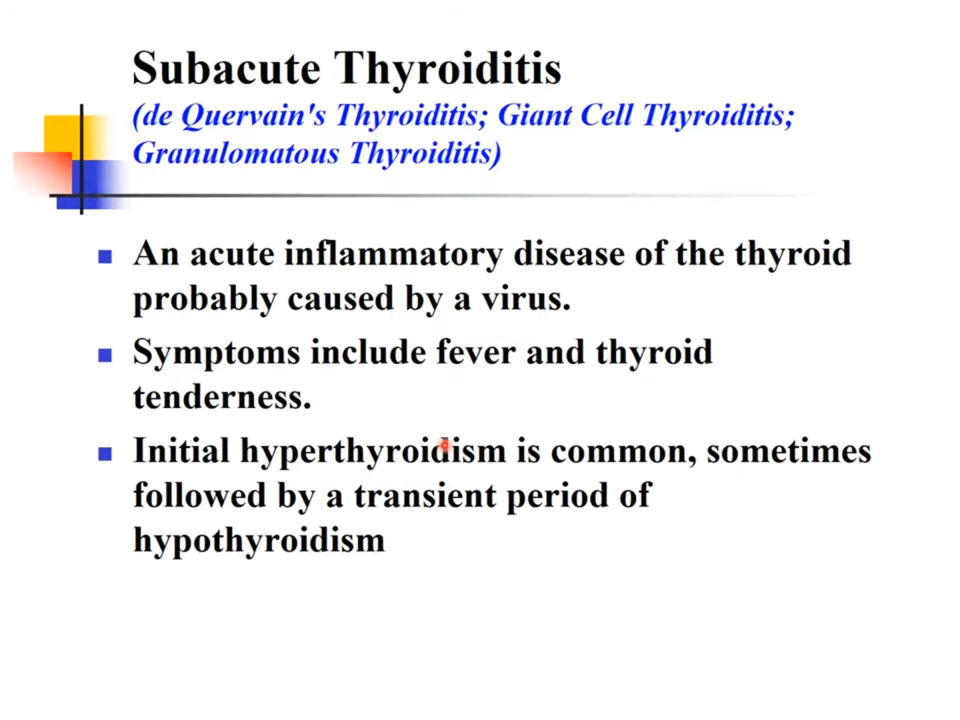 Subacute Thyroiditis
(de Quervain's Thyroiditis; Giant Cell Thyroiditis;
Granulomatous Thyroiditis)
An acute inflammatory disease of the thyroid
probably caused by a virus.
Symptoms include fever and thyroid
tenderness.
Initial hyperthyroidism is common, sometimes
followed by a transient period of
hypothyroidism